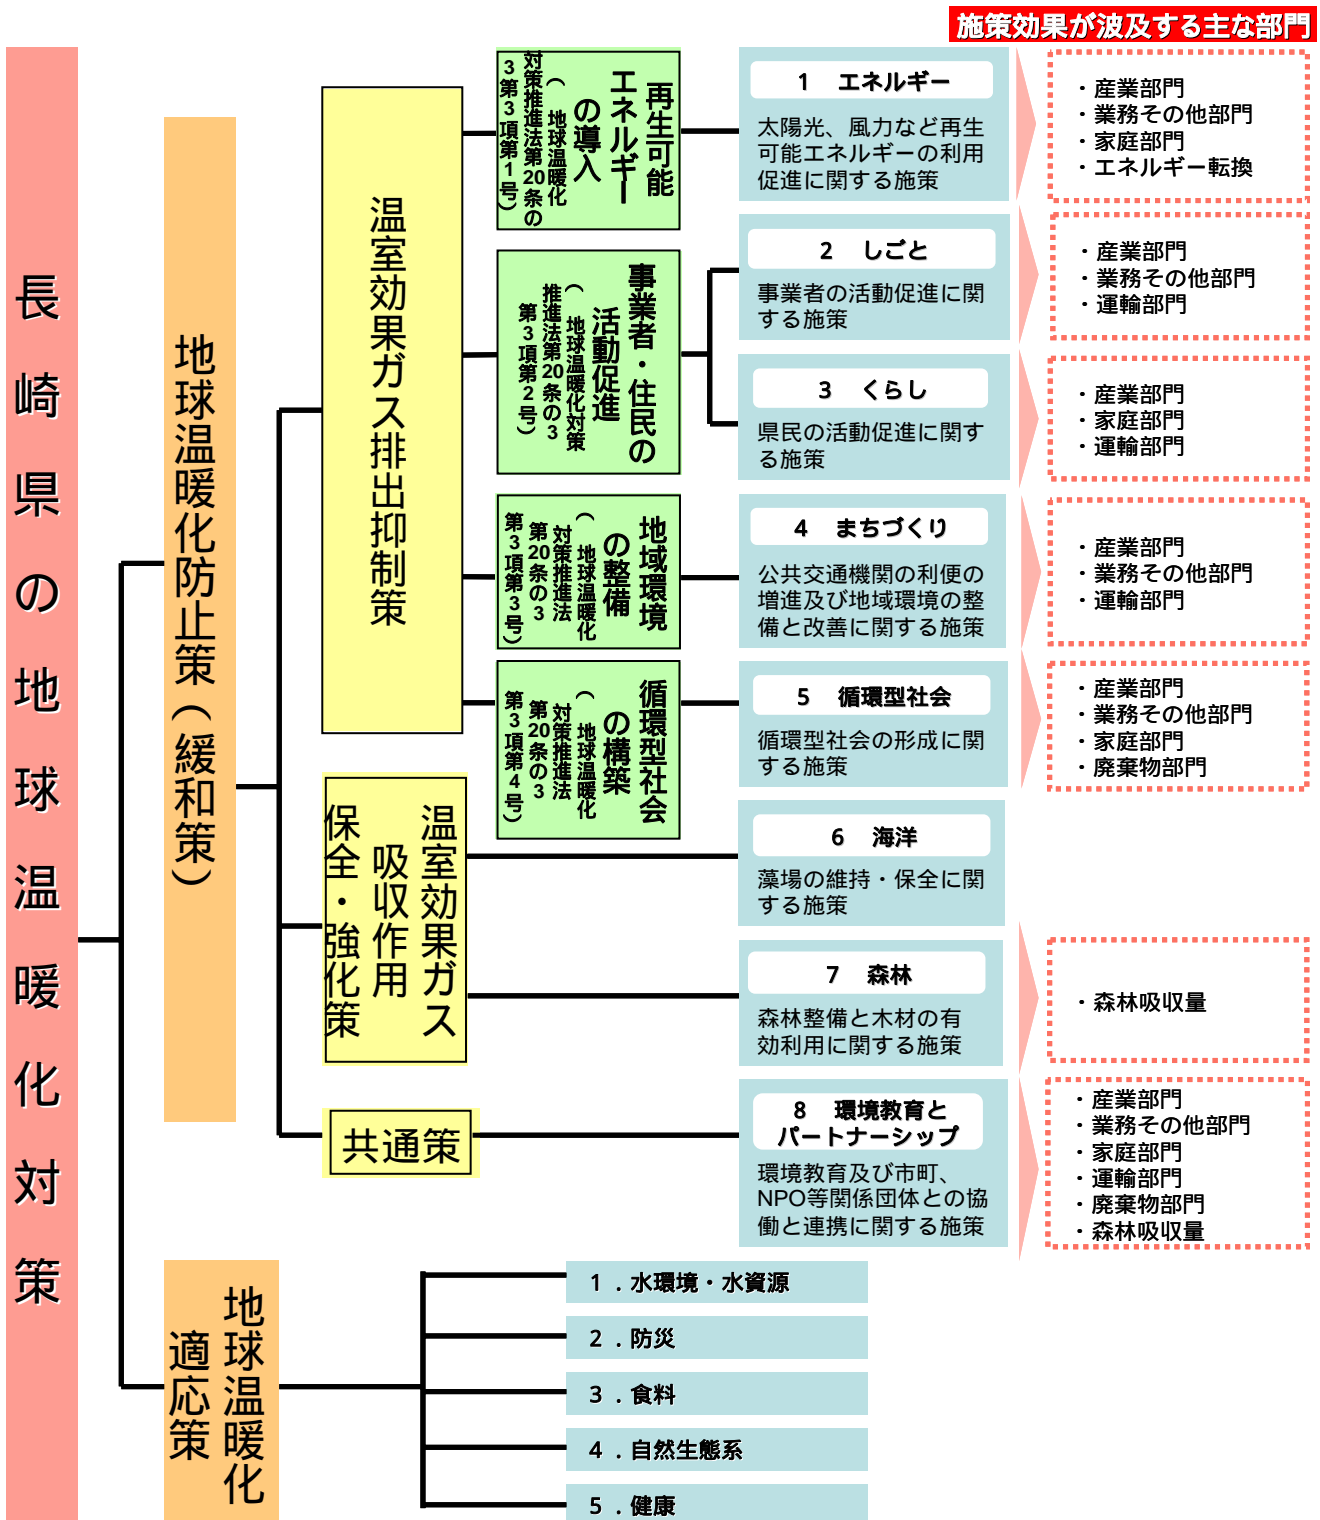 施策効果が波及する主な部門
長崎県の地球温暖化対策
地球温暖化防止策（緩和策）
温室効果ガス排出抑制策
再生可能
エネルギー
の導入
（ 地球温暖化
対策推進法第20条の
3第3項第1号）
1 エネルギー
太陽光、風力など再生
可能エネルギーの利用
促進に関する施策
・産業部門
・業務その他部門
・家庭部門
・エネルギー転換
事業者・住民の
活動促進
（ 地球温暖化対策
推進法第20条の3
第3項第2号）
2 しごと
事業者の活動促進に関
する施策
・産業部門
・業務その他部門
・運輸部門
3 くらし
県民の活動促進に関す
る施策
・産業部門
・家庭部門
・運輸部門
地域環境
の整備
（ 地球温暖化
対策推進法
第20条の3
第3項第3号）
4 まちづくり
公共交通機関の利便の
増進及び地域環境の整
備と改善に関する施策
・産業部門
・業務その他部門
・運輸部門
循環型社会
の構築
（ 地球温暖化
対策推進法
第20条の3
第3項第4号）
5 循環型社会
循環型社会の形成に関
する施策
・産業部門
・業務その他部門
・家庭部門
・廃棄物部門
温室効果ガス
吸収作用
保全・強化策
6 海洋
藻場の維持・保全に関
する施策
7 森林
森林整備と木材の有
効利用に関する施策
・森林吸収量
共通策
8 環境教育と
パートナーシップ
環境教育及び市町、
NPO等関係団体との協
働と連携に関する施策
・産業部門
・業務その他部門
・家庭部門
・運輸部門
・廃棄物部門
・森林吸収量
地球温暖化
適応策
1．水環境・水資源
2．防災
3．食料
4．自然生態系
5．健康